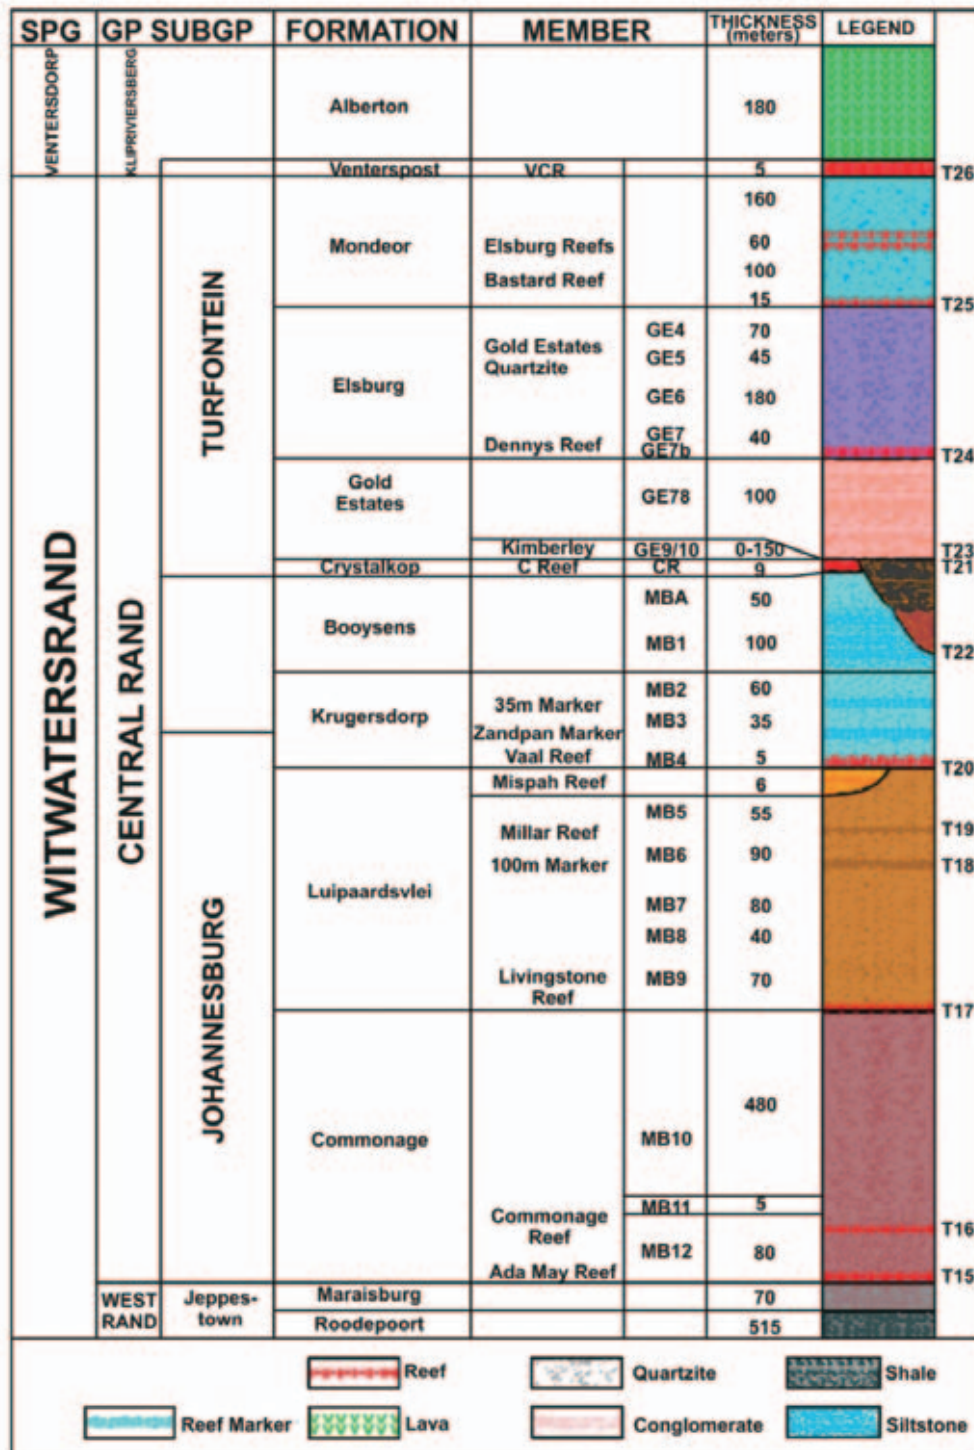 SPG GP SUBGP FORMATION MEMBER THICKNESS (meters) LEGEND
VENTERSDORP
KLIPRIVIERSBERG
Alberton 180
Venterspost VCR 5 T26
WITWATERSRAND
CENTRAL RAND
TURFONTEIN
160
Mondeor Elsburg Reefs 60
Bastard Reef 100
15 T25
GE4 70
Gold Estates
Quartzite GE5 45
Elsburg GE6 180
GE7 40
Dennys Reef GE7b T24
Gold
Estates GE78 100
Kimberley GE9/10 0-150 T23
Crystalkop C Reef CR 9 T21
MBA 50
Booysens MB1 100 T22
MB2 60
35m Marker
Krugersdorp MB3 35
Zandpan Marker
Vaal Reef MB4 5 T20
JOHANNESBURG
Mispah Reef 6
MB5 55
Millar Reef T19
MB6 90
100m Marker T18
Luipaardsvlei
MB7 80
MB8 40
Livingstone
Reef MB9 70
T17
480
Commonage MB10
MB11 5
Commonage
Reef T16
MB12 80
Ada May Reef T15
WEST
RAND
Jeppes-
town
Maraisburg 70
Roodepoort 515
Reef Quartzite Shale
Reef Marker Lava Conglomerate Siltstone